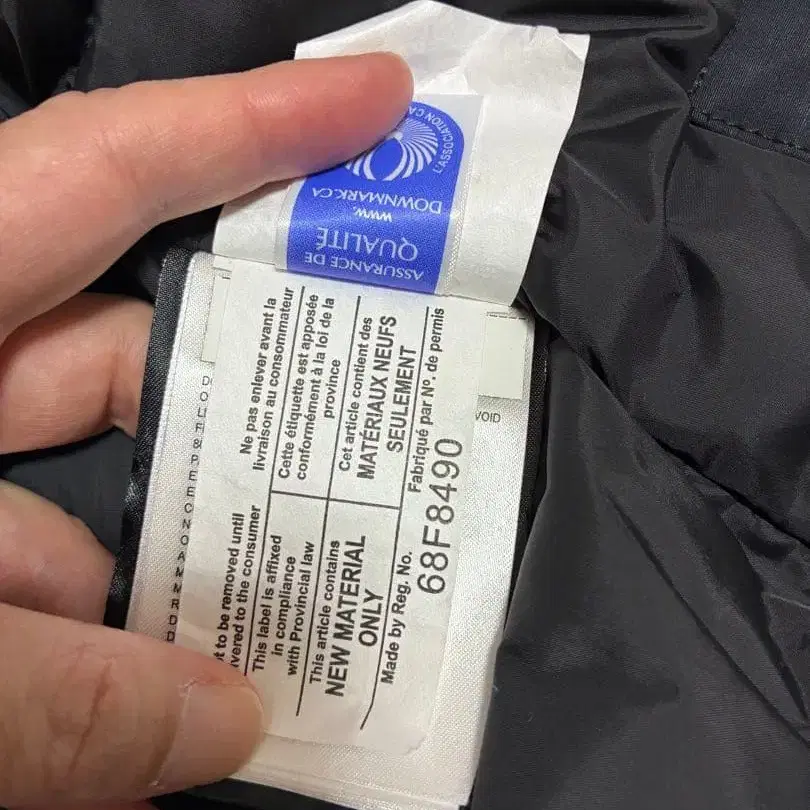 L'ASSOCIATION CA
DOWNMARK.CA
www.
QUALITÉ
ASSURANCE DE
Ne pas enlever avant la
livraison au consommateur
Cette étiquette est apposée
conformément à la loi de la
province
Cet article contient des
MATÉRIAUX NEUFS
SEULEMENT
Fabriqué par Nº. de permis
t to be removed until
vered to the consumer
This label is affixed
in compliance
with Provincial law
This article contains
NEW MATERIAL
ONLY
Made by Reg. No.
68F8490
VOID